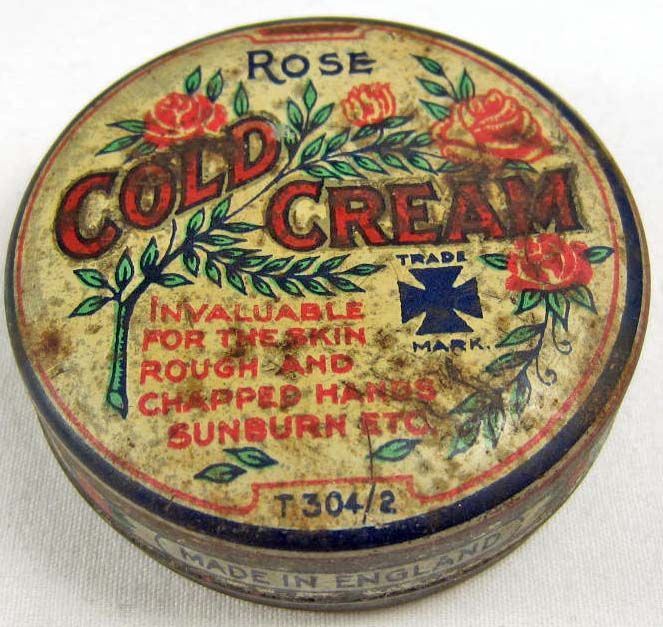 ROSE
COLD
CREAM
TRADE
MARK.
INVALUABLE
FOR THE SKIN
ROUGH AND
CHAPPED HANDS
SUNBURN ETC.
T304/2
MADE IN ENGLAND